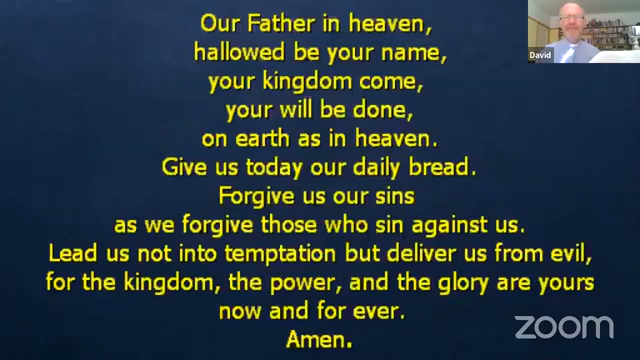 Our Father in heaven,
hallowed be your name,
your kingdom come,
your will be done,
on earth as in heaven.
Give us today our daily bread.
Forgive us our sins
as we forgive those who sin against us.
Lead us not into temptation but deliver us from evil,
for the kingdom, the power, and the glory are yours
now and for ever.
Amen.
David
zoom